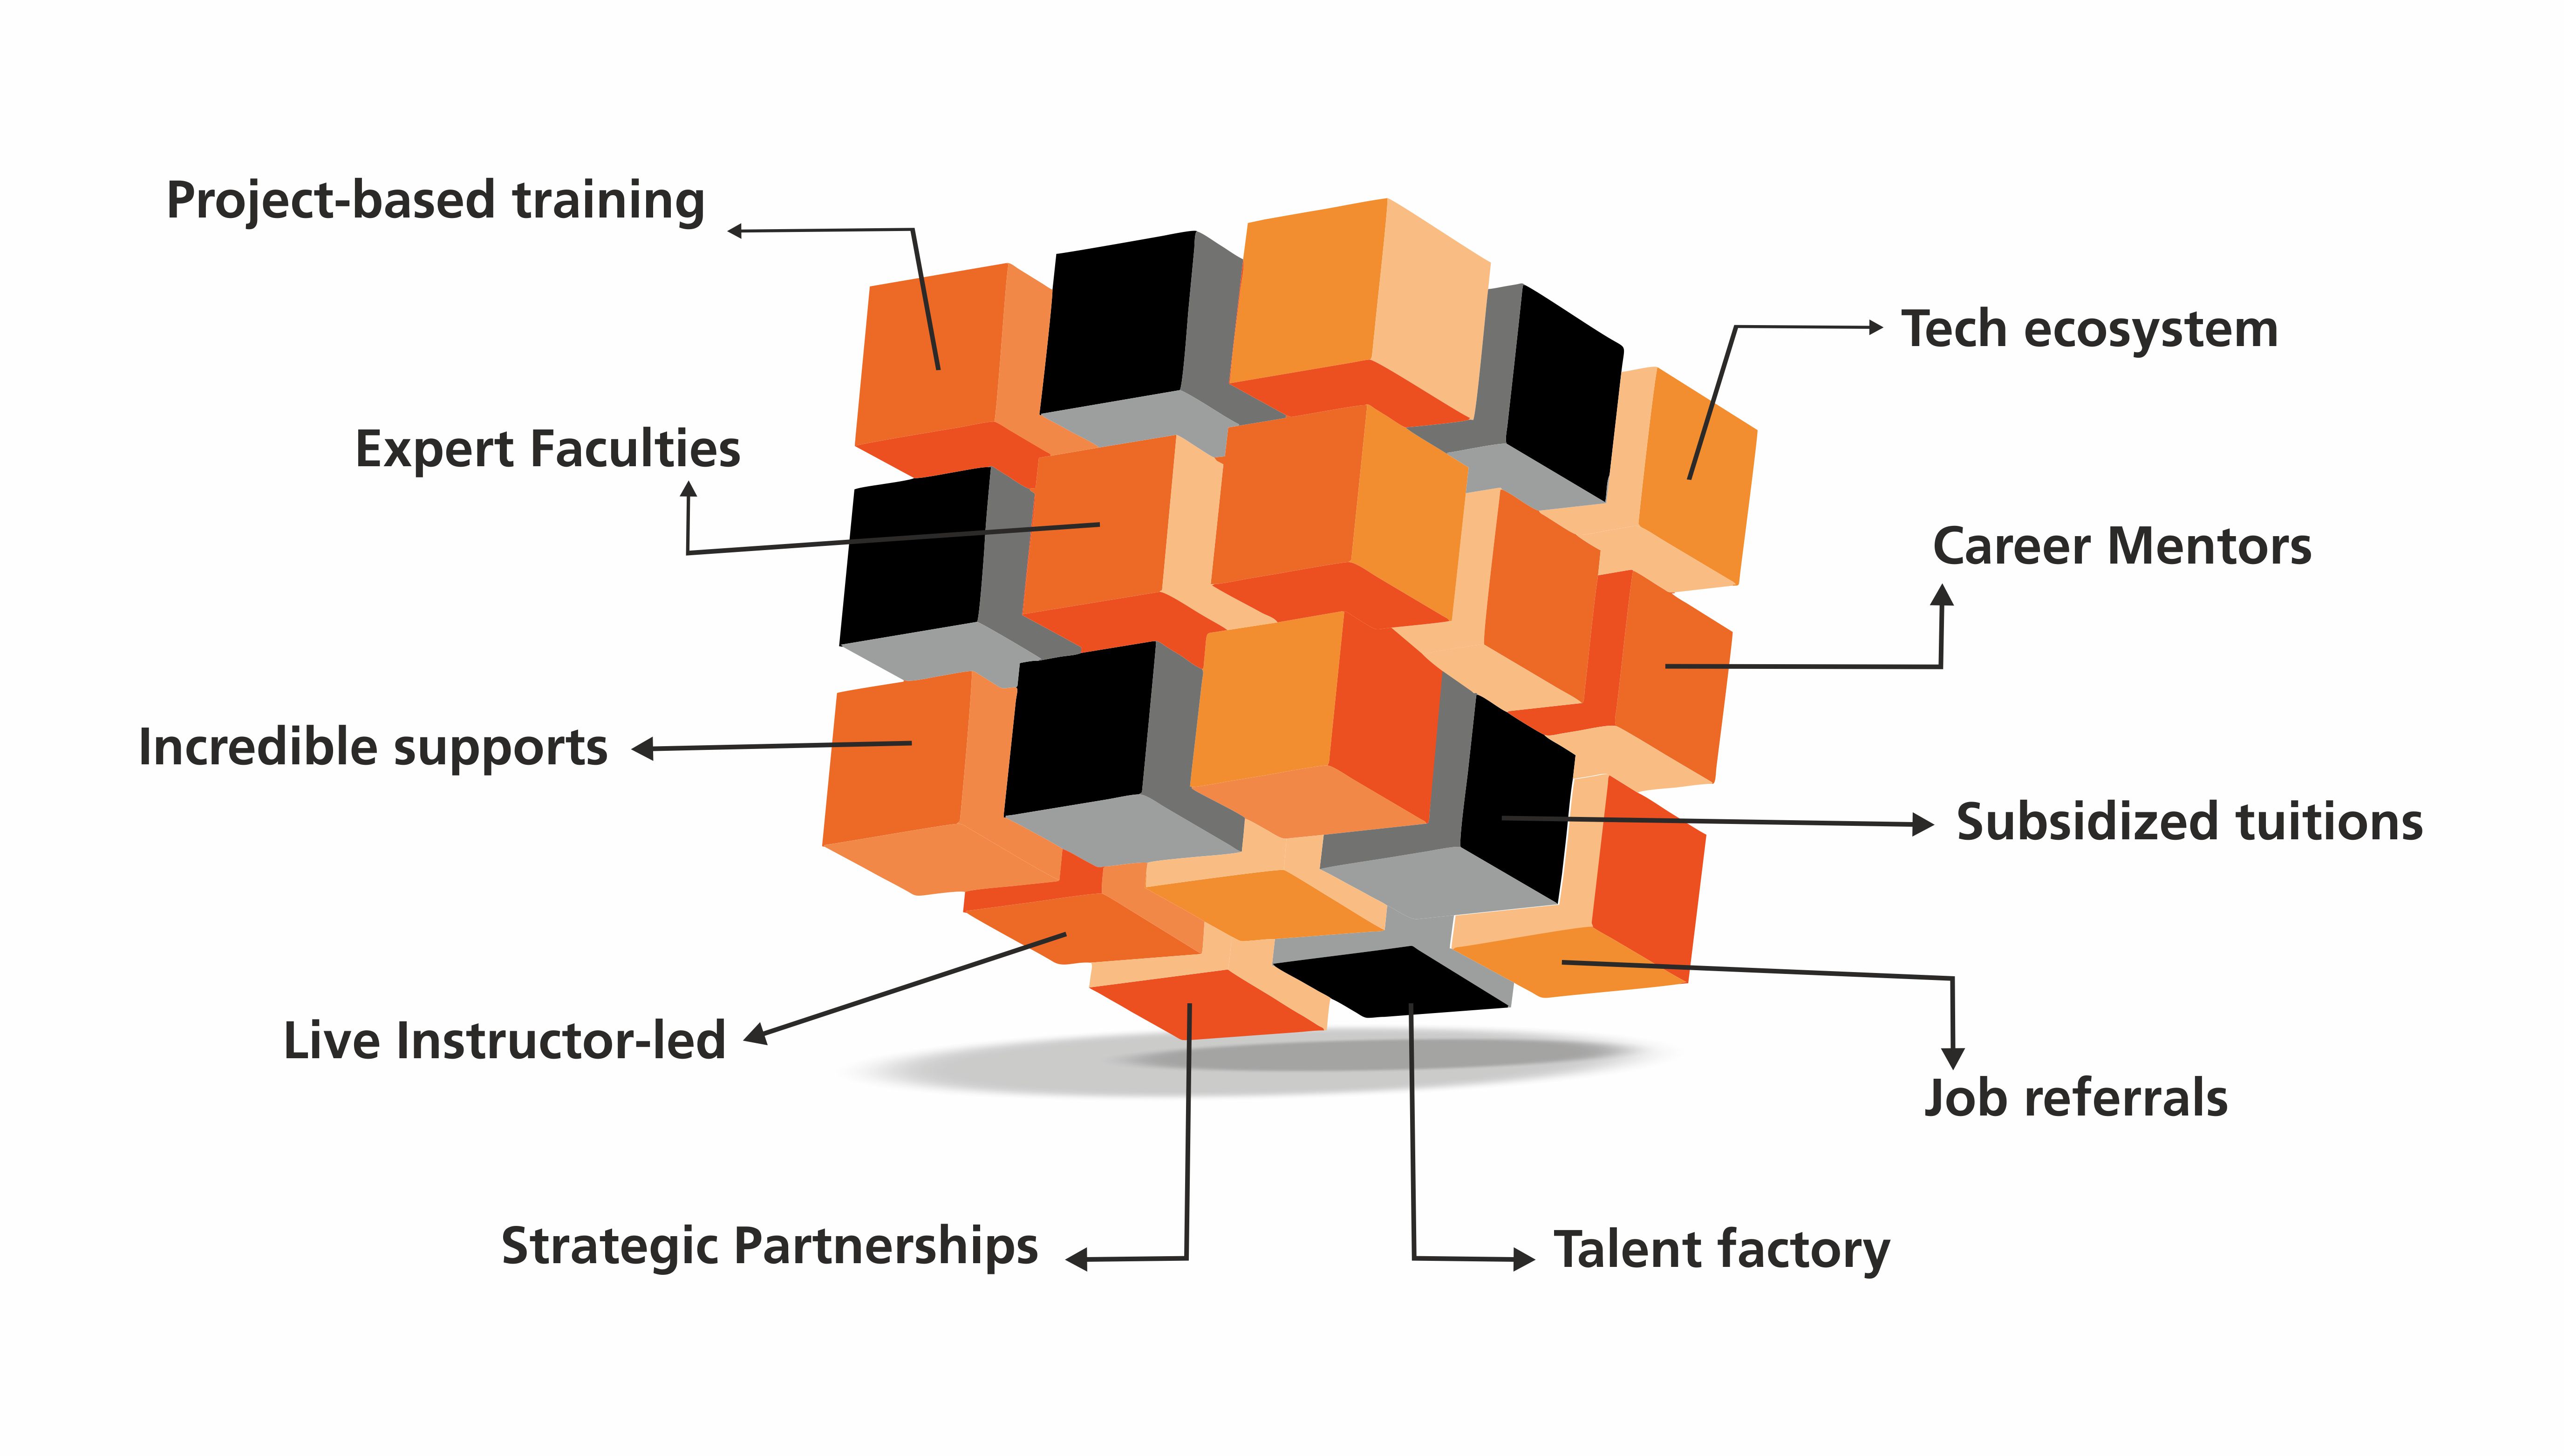 Project-based training
Tech ecosystem
Expert Faculties
Career Mentors
Incredible supports
Subsidized tuitions
Live Instructor-led
Job referrals
Strategic Partnerships
Talent factory